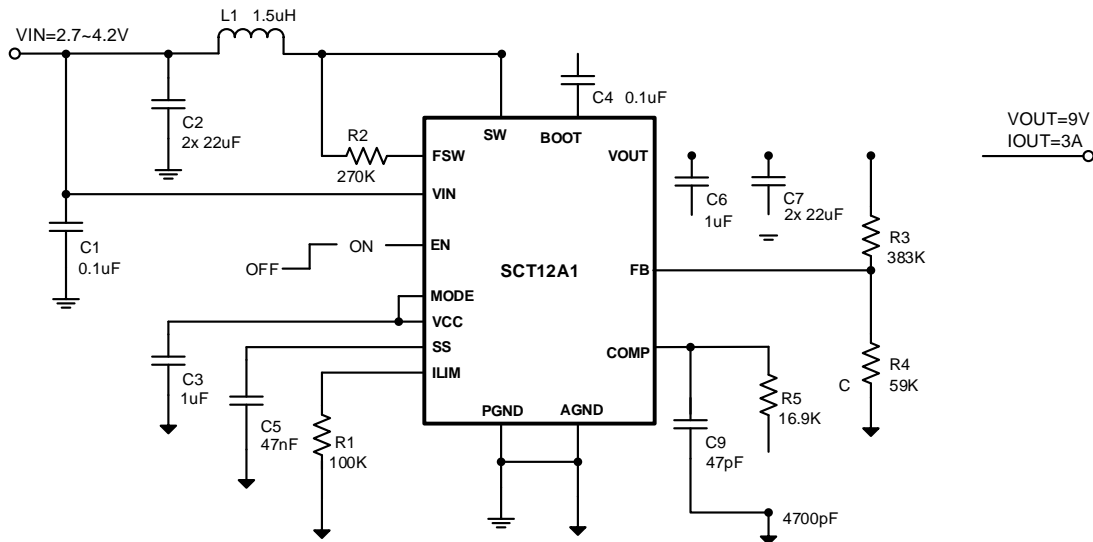 L1 1.5uH
VIN=2.7~4.2V
C2
2x 22uF
C4 0.1uF
VOUT=9V
IOUT=3A
R2
270K
SW
BOOT
FSW
VOUT
VIN
C6
1uF
C7
2x 22uF
C1
0.1uF
ON
OFF
EN
R3
383K
SCT12A1
FB
MODE
VCC
SS
ILIM
COMP
C3
1uF
C5
47nF
R1
100K
PGND
AGND
R5
16.9K
C
R4
59K
C9
47pF
4700pF